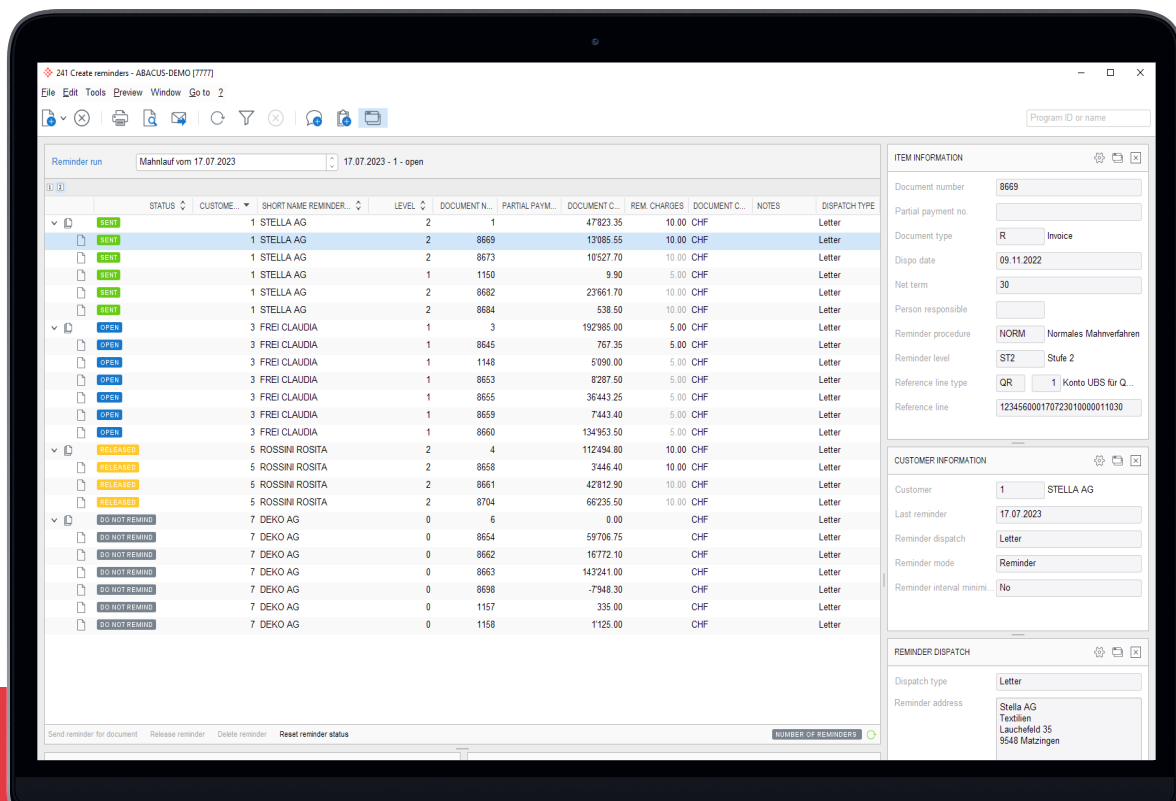 241 Create reminders - ABACUS-DEMO [7777]
File Edit Tools Preview Window Go to ?
Program ID or name
Reminder run Mahnlauf vom 17.07.2023 17.07.2023 - 1 - open
1 2
STATUS CUSTOME... SHORT NAME REMINDER... LEVEL DOCUMENT N... PARTIAL PAYM... DOCUMENT C... REM. CHARGES DOCUMENT C... NOTES DISPATCH TYPE
SENT 1 STELLA AG 2 1 47'823.35 10.00 CHF Letter
SENT 1 STELLA AG 2 8669 13'085.55 10.00 CHF Letter
SENT 1 STELLA AG 2 8673 10'527.70 10.00 CHF Letter
SENT 1 STELLA AG 1 1150 9.90 5.00 CHF Letter
SENT 1 STELLA AG 2 8682 23'661.70 10.00 CHF Letter
SENT 1 STELLA AG 2 8684 538.50 10.00 CHF Letter
OPEN 3 FREI CLAUDIA 1 3 192'985.00 5.00 CHF Letter
OPEN 3 FREI CLAUDIA 1 8645 767.35 5.00 CHF Letter
OPEN 3 FREI CLAUDIA 1 1148 5'090.00 5.00 CHF Letter
OPEN 3 FREI CLAUDIA 1 8653 8'287.50 5.00 CHF Letter
OPEN 3 FREI CLAUDIA 1 8655 36'443.25 5.00 CHF Letter
OPEN 3 FREI CLAUDIA 1 8659 7'443.40 5.00 CHF Letter
OPEN 3 FREI CLAUDIA 1 8660 134'953.50 5.00 CHF Letter
RELEASED 5 ROSSINI ROSITA 2 4 112'494.80 10.00 CHF Letter
RELEASED 5 ROSSINI ROSITA 2 8658 3'446.40 10.00 CHF Letter
RELEASED 5 ROSSINI ROSITA 2 8661 42'812.90 10.00 CHF Letter
RELEASED 5 ROSSINI ROSITA 2 8704 66'235.50 10.00 CHF Letter
DO NOT REMIND 7 DEKO AG 0 6 0.00 CHF Letter
DO NOT REMIND 7 DEKO AG 0 8654 59'706.75 CHF Letter
DO NOT REMIND 7 DEKO AG 0 8662 16'772.10 CHF Letter
DO NOT REMIND 7 DEKO AG 0 8663 143'241.00 CHF Letter
DO NOT REMIND 7 DEKO AG 0 8698 -7'948.30 CHF Letter
DO NOT REMIND 7 DEKO AG 0 1157 335.00 CHF Letter
DO NOT REMIND 7 DEKO AG 0 1158 1'125.00 CHF Letter
Send reminder for document Release reminder Delete reminder Reset reminder status NUMBER OF REMINDERS
ITEM INFORMATION
Document number 8669
Partial payment no.
Document type R Invoice
Dispo date 09.11.2022
Net term 30
Person responsible
Reminder procedure NORM Normales Mahnverfahren
Reminder level ST2 Stufe 2
Reference line type QR 1 Konto UBS für Q...
Reference line 123456000170723010000011030
CUSTOMER INFORMATION
Customer 1 STELLA AG
Last reminder 17.07.2023
Reminder dispatch Letter
Reminder mode Reminder
Reminder interval minimi... No
REMINDER DISPATCH
Dispatch type Letter
Reminder address Stella AG
Textilien
Lauchefeld 35
9548 Matzingen